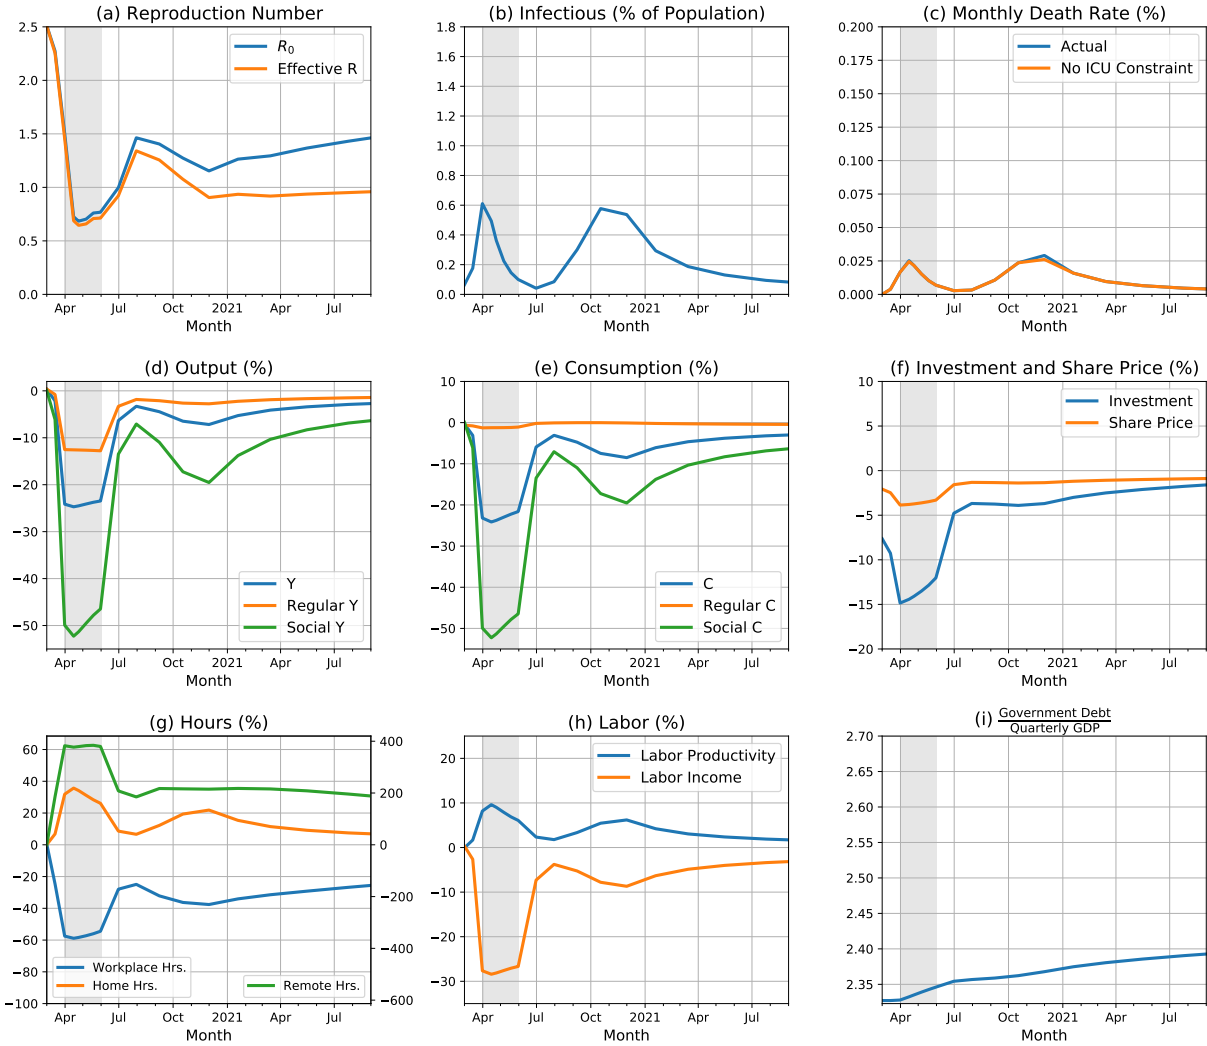 (a) Reproduction Number
2.5
2.0
1.5
1.0
0.5
0.0
R0
Effective R
Apr Jul Oct 2021 Apr Jul
Month
(b) Infectious (% of Population)
1.8
1.6
1.4
1.2
1.0
0.8
0.6
0.4
0.2
0.0
Apr Jul Oct 2021 Apr Jul
Month
(c) Monthly Death Rate (%)
0.200
0.175
0.150
0.125
0.100
0.075
0.050
0.025
0.000
Actual
No ICU Constraint
Apr Jul Oct 2021 Apr Jul
Month
(d) Output (%)
0
−10
−20
−30
−40
−50
Y
Regular Y
Social Y
Apr Jul Oct 2021 Apr Jul
Month
(e) Consumption (%)
10
0
−10
−20
−30
−40
−50
C
Regular C
Social C
Apr Jul Oct 2021 Apr Jul
Month
(f) Investment and Share Price (%)
10
5
0
−5
−10
−15
−20
Investment
Share Price
Apr Jul Oct 2021 Apr Jul
Month
(g) Hours (%)
60
40
20
0
−20
−40
−60
−80
−100
400
200
0
−200
−400
−600
Workplace Hrs.
Home Hrs.
Remote Hrs.
Apr Jul Oct 2021 Apr Jul
Month
(h) Labor (%)
20
10
0
−10
−20
−30
Labor Productivity
Labor Income
Apr Jul Oct 2021 Apr Jul
Month
(i) Government Debt
Quarterly GDP
2.70
2.65
2.60
2.55
2.50
2.45
2.40
2.35
Apr Jul Oct 2021 Apr Jul
Month